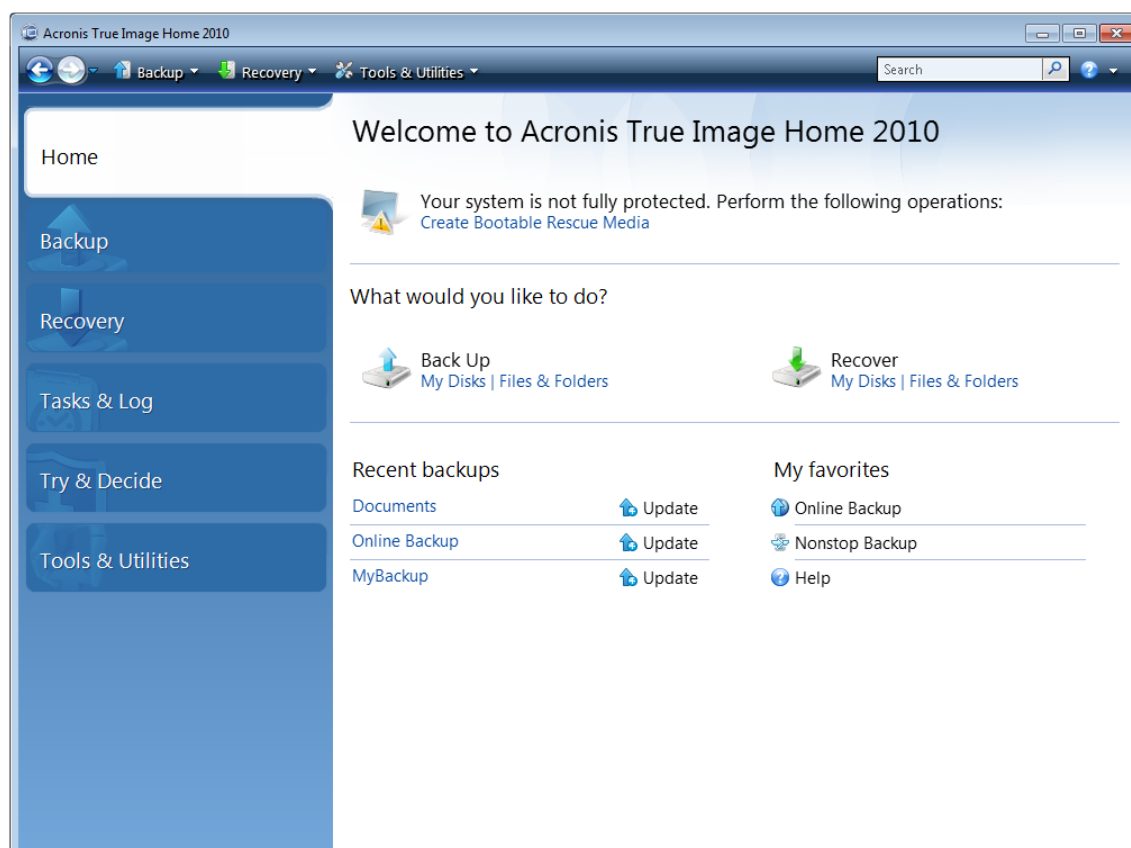 Acronis True Image Home 2010
Backup Recovery Tools & Utilities Search
Home
Backup
Recovery
Tasks & Log
Try & Decide
Tools & Utilities
Welcome to Acronis True Image Home 2010
Your system is not fully protected. Perform the following operations:
Create Bootable Rescue Media
What would you like to do?
Back Up
My Disks | Files & Folders
Recover
My Disks | Files & Folders
Recent backups
Documents Update
Online Backup Update
MyBackup Update
My favorites
Online Backup
Nonstop Backup
Help